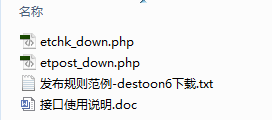 名称
etchk_down.php
etpost_down.php
发布规则范例-destoon6下载.txt
接口使用说明.doc